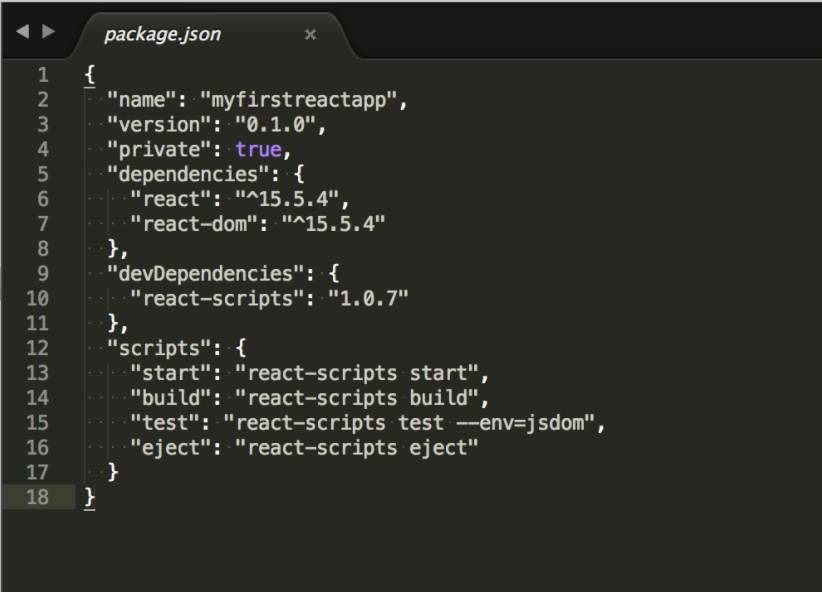 package.json
1 {
2 "name": "myfirstreactapp",
3 "version": "0.1.0",
4 "private": true,
5 "dependencies": {
6 "react": "^15.5.4",
7 "react-dom": "^15.5.4"
8 },
9 "devDependencies": {
10 "react-scripts": "1.0.7"
11 },
12 "scripts": {
13 "start": "react-scripts start",
14 "build": "react-scripts build",
15 "test": "react-scripts test --env=jsdom",
16 "eject": "react-scripts eject"
17 }
18 }